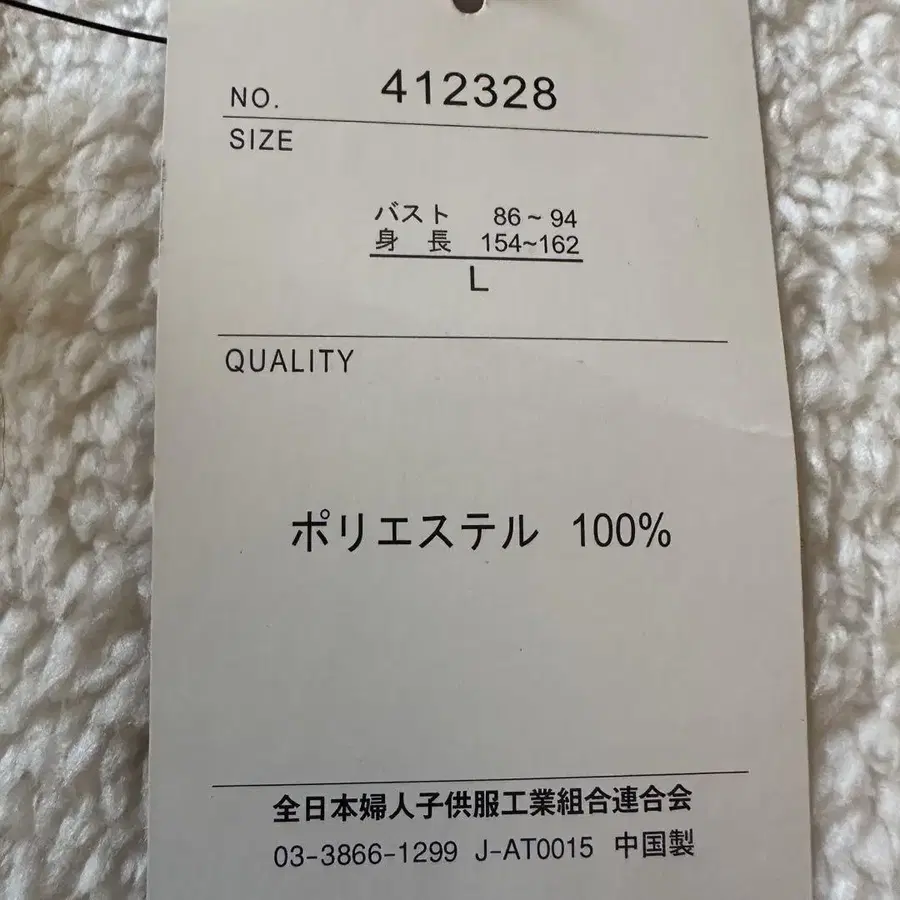 NO. 412328
SIZE
バスト 86~94
身長 154~162
L
QUALITY
ポリエステル 100%
全日本婦人子供服工業組合連合会
03-3866-1299 J-AT0015 中国製